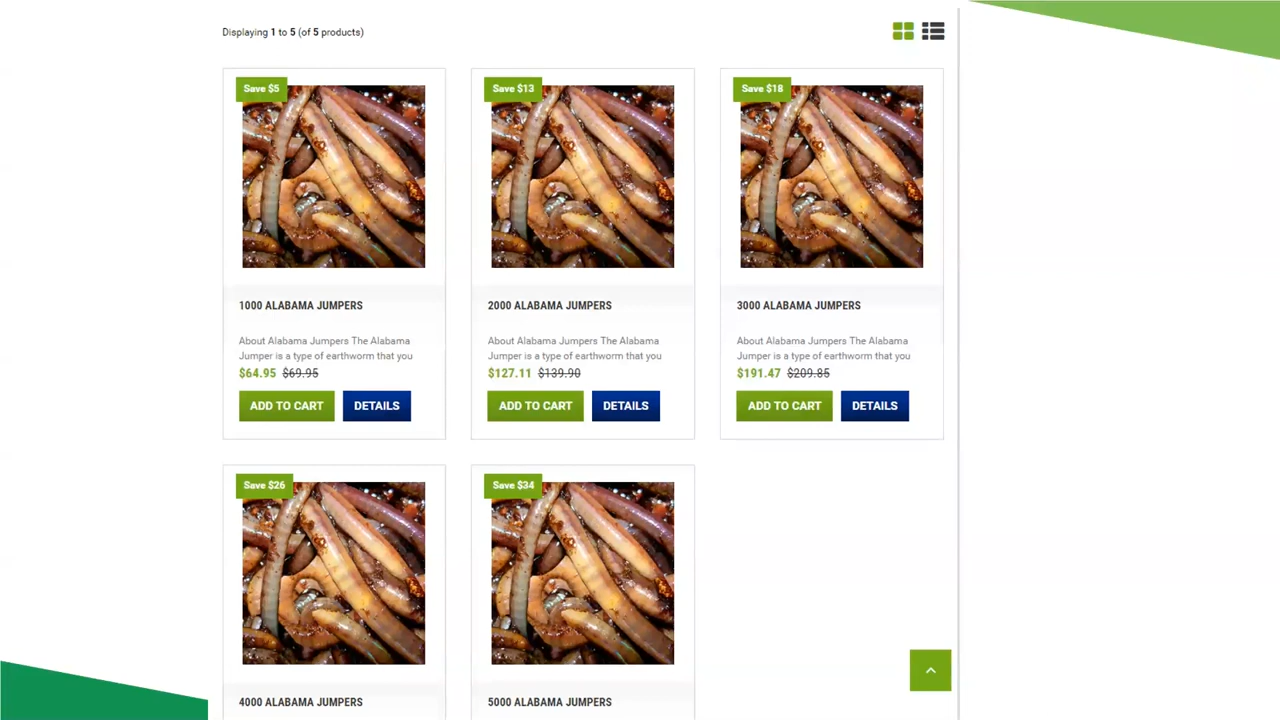 Displaying 1 to 5 (of 5 products)
Save $5
Save $13
Save $18
1000 ALABAMA JUMPERS
2000 ALABAMA JUMPERS
3000 ALABAMA JUMPERS
About Alabama Jumpers The Alabama
Jumper is a type of earthworm that you
About Alabama Jumpers The Alabama
Jumper is a type of earthworm that you
About Alabama Jumpers The Alabama
Jumper is a type of earthworm that you
$64.95 $69.95
$127.11 $139.90
$191.47 $209.85
ADD TO CART DETAILS
ADD TO CART DETAILS
ADD TO CART DETAILS
Save $26
Save $34
4000 ALABAMA JUMPERS
5000 ALABAMA JUMPERS